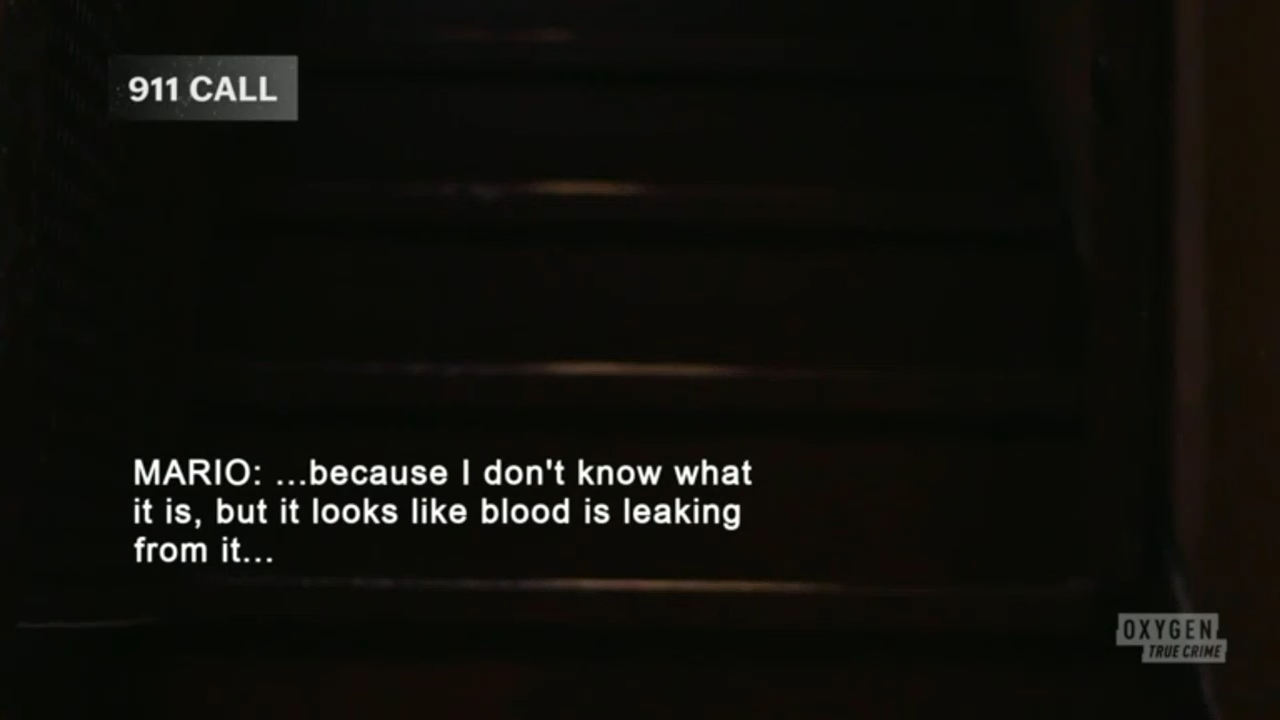 911 CALL
MARIO: ...because I don't know what
it is, but it looks like blood is leaking
from it...
OXYGEN
TRUE CRIME